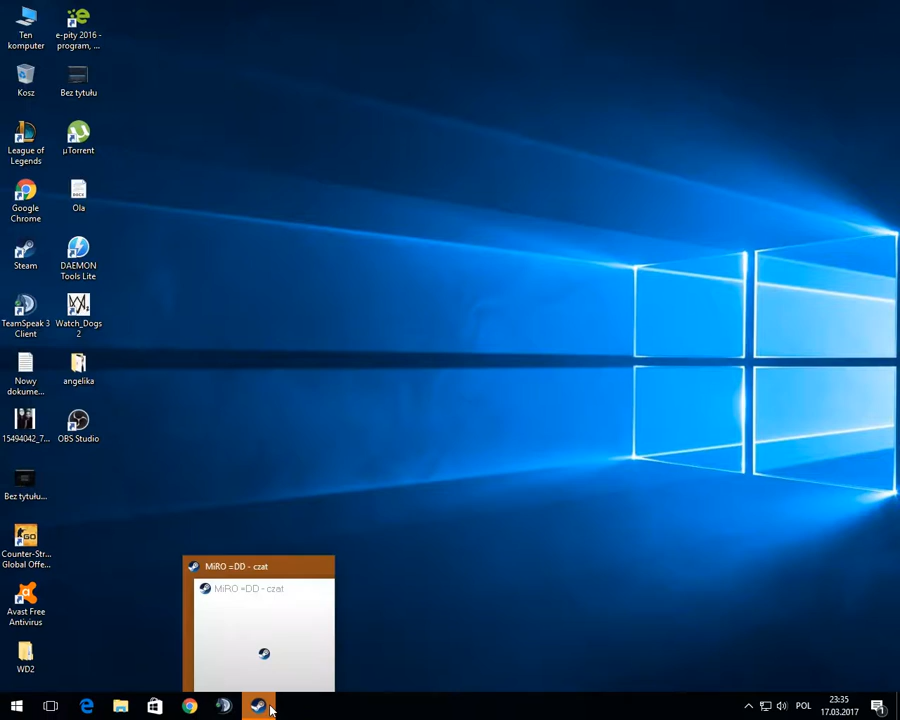 Ten
komputer
e-pity 2016 -
program, ...
Kosz
Bez tytułu
League of
Legends
µTorrent
Google
Chrome
Ola
Steam
DAEMON
Tools Lite
TeamSpeak 3
Client
Watch_Dogs
2
Nowy
dokume...
angelika
15494042_7...
OBS Studio
Bez tytułu...
GO
Counter-Str...
Global Offe...
Avast Free
Antivirus
WD2
MiRO =DD - czat
MiRO =DD - czat
POL
23:35
17.03.2017
1